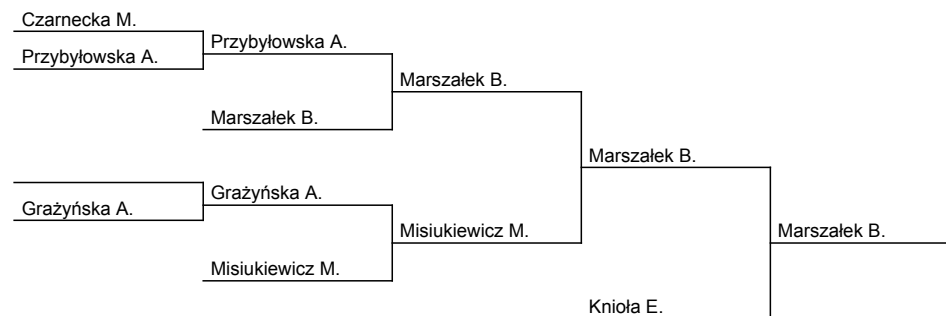 Czarnecka M.
Przybyłowska A.
Przybyłowska A.
Marszałek B.
Marszałek B.
Marszałek B.
Grażyńska A.
Grażyńska A.
Misiukiewicz M.
Marszałek B.
Misiukiewicz M.
Knioła E.